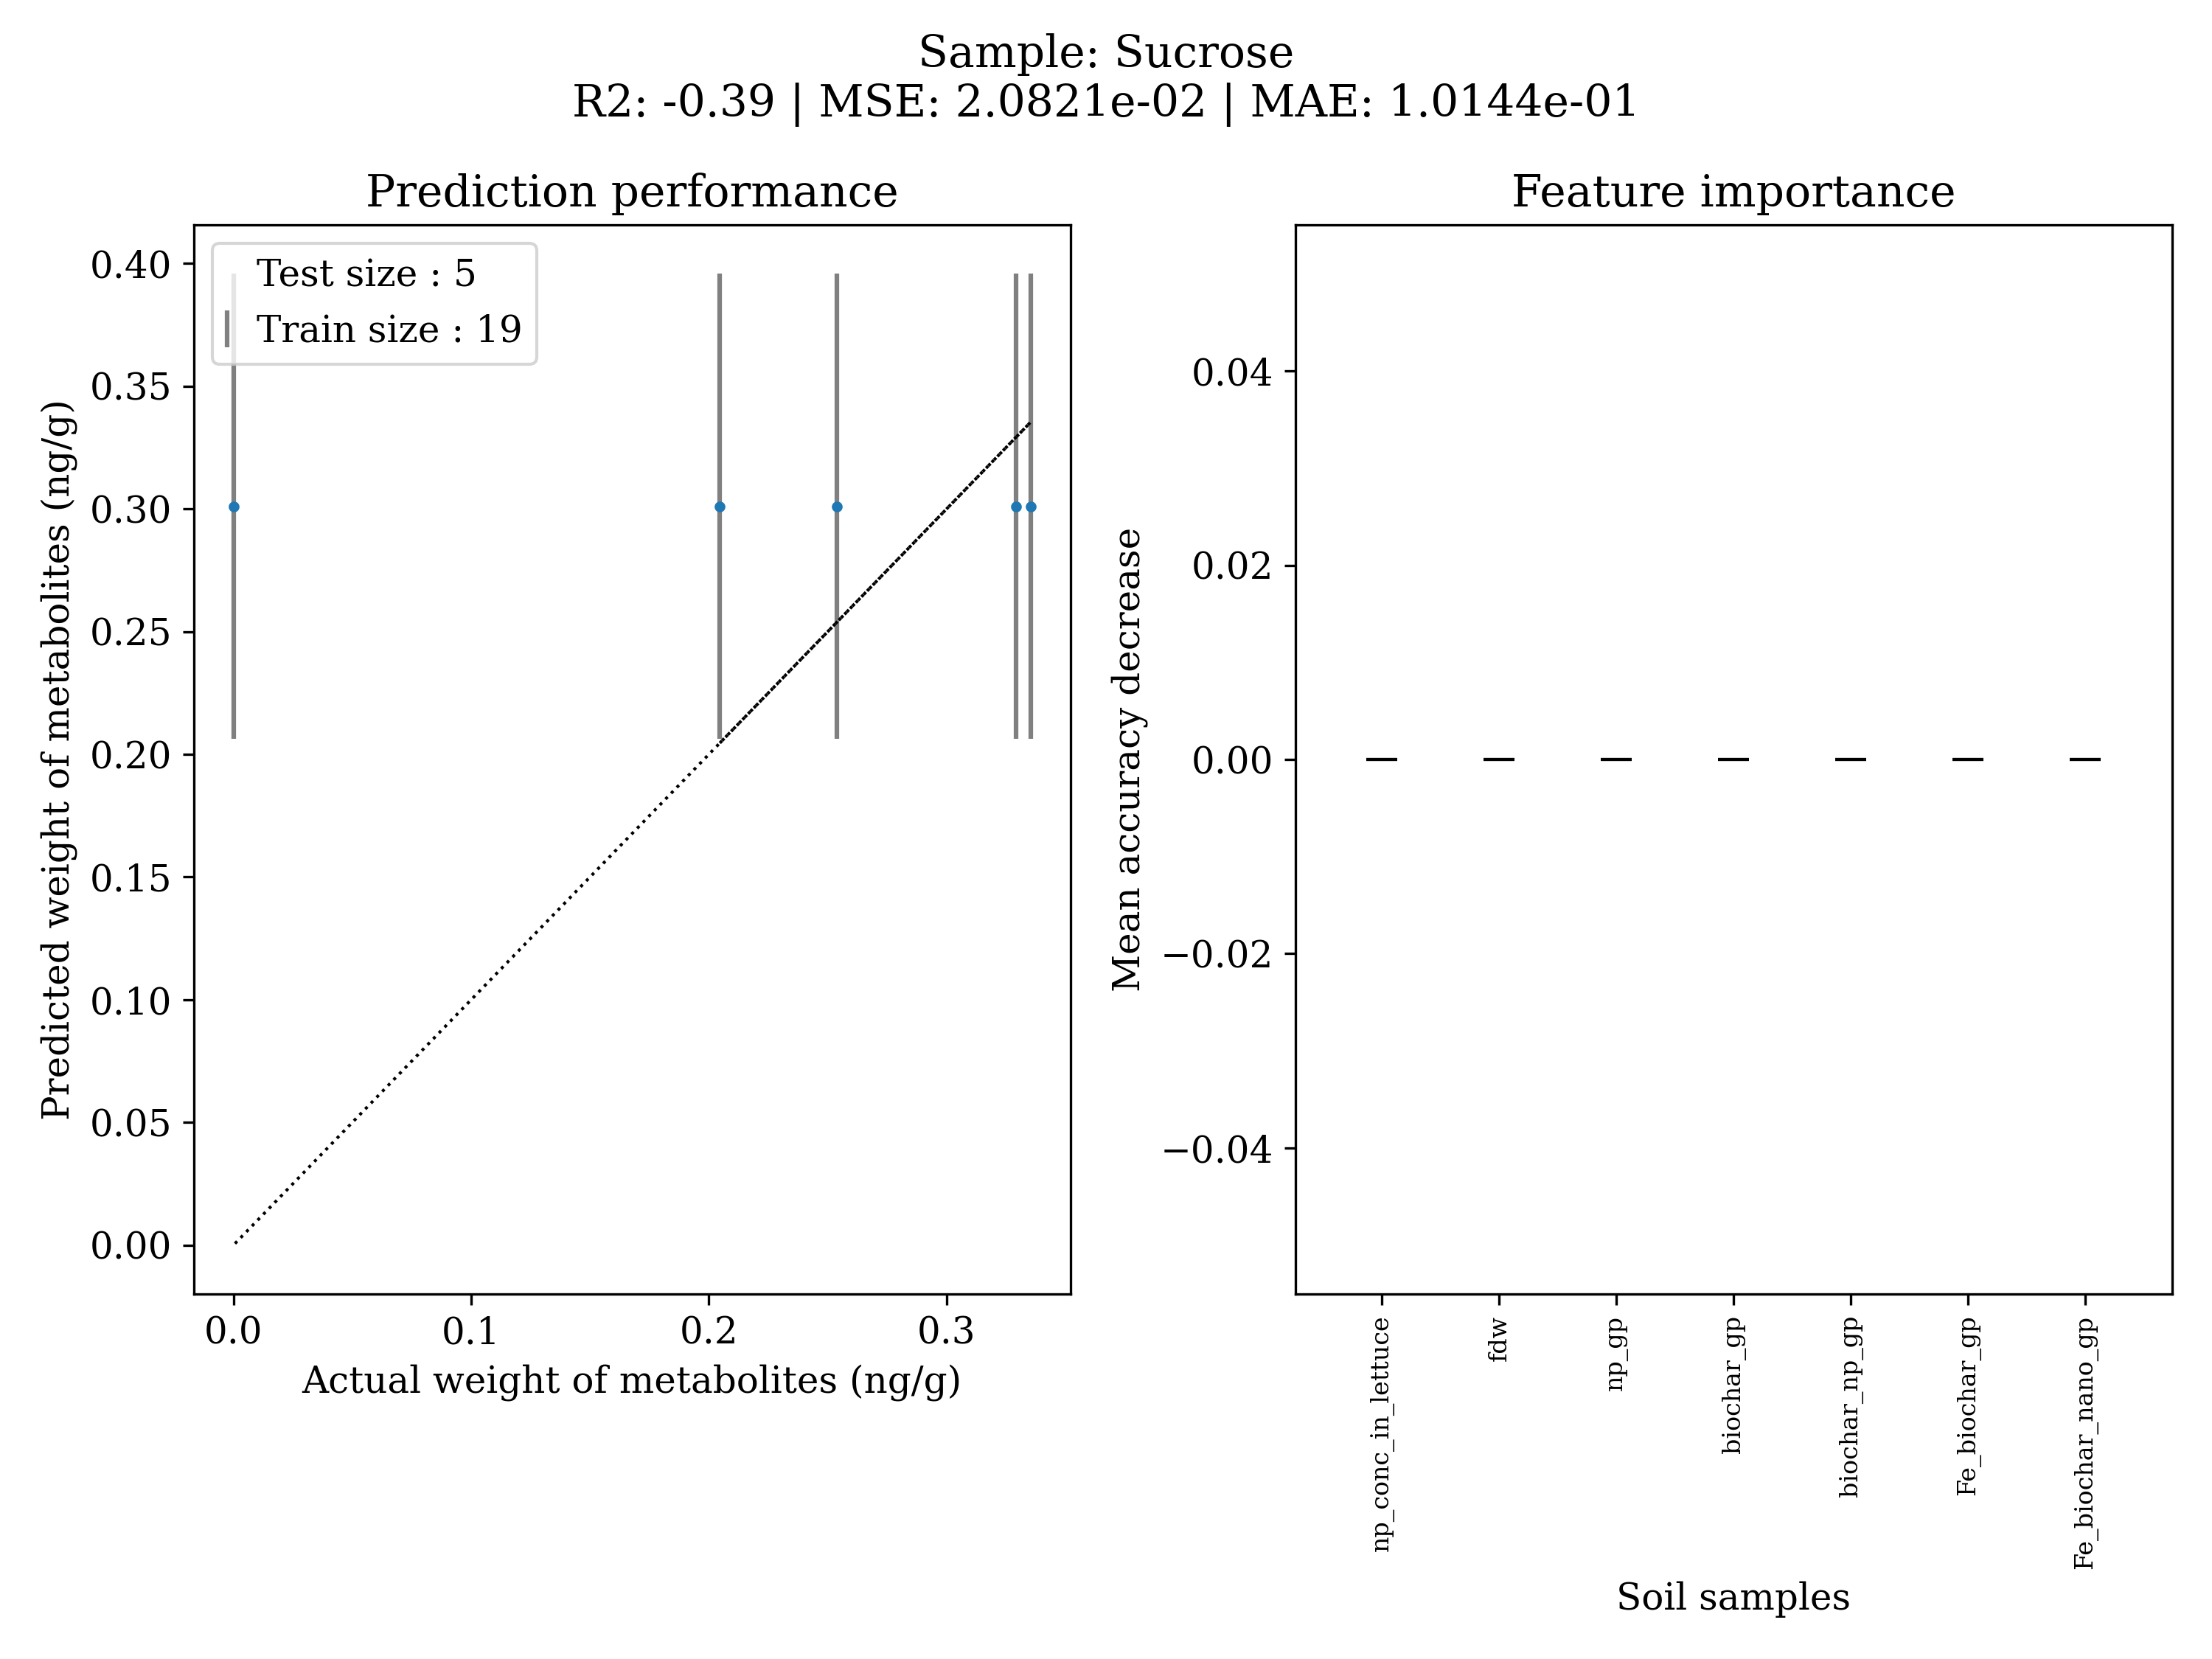 Sample: Sucrose
R2: -0.39 | MSE: 2.0821e-02 | MAE: 1.0144e-01
Prediction performance
Test size : 5
Train size : 19
0.40
0.35
0.30
0.25
0.20
0.15
0.10
0.05
0.00
Predicted weight of metabolites (ng/g)
0.0 0.1 0.2 0.3
Actual weight of metabolites (ng/g)
Feature importance
0.04
0.02
0.00
−0.02
−0.04
Mean accuracy decrease
np_conc_in_lettuce
fdw
np_gp
biochar_gp
biochar_np_gp
Fe_biochar_gp
Fe_biochar_nano_gp
Soil samples